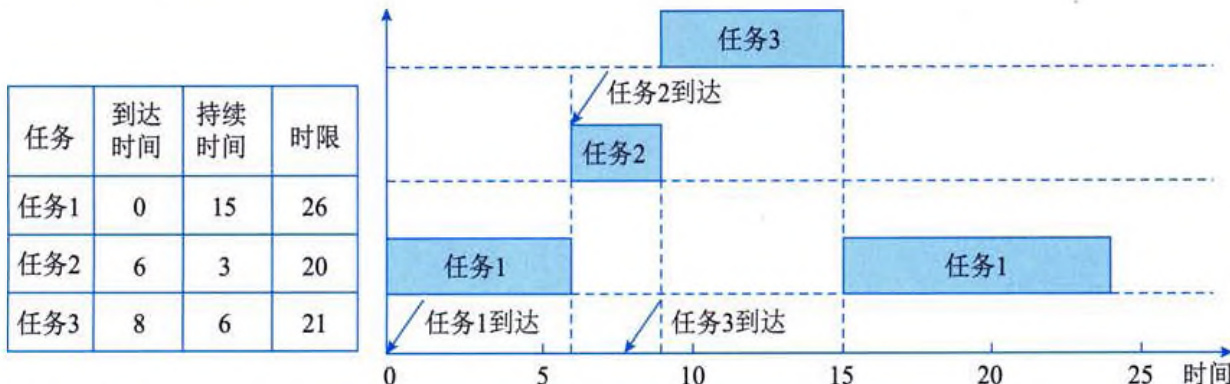 任务 到达时间 持续时间 时限
任务1 0 15 26
任务2 6 3 20
任务3 8 6 21
任务3
任务2到达
任务2
任务1 任务1
任务1到达 任务3到达
0 5 10 15 20 25 时间